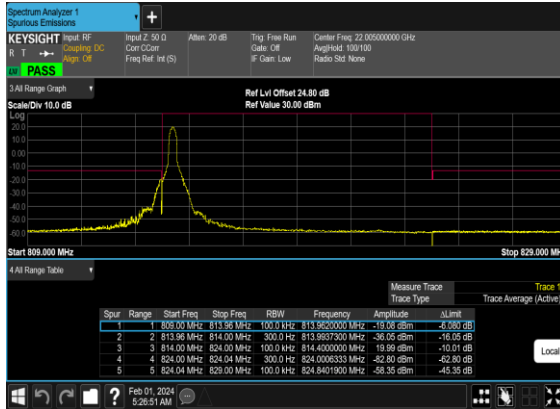 Spectrum Analyzer 1
Spurious Emissions
+
KEYSIGHT Input: RF Input Z: 50 Ω Atten: 20 dB Trig: Free Run Center Freq: 22.005000000 GHz
R T Coupling: DC Corr CCorr Gate: Off Avg|Hold: 100/100
Align: Off Freq Ref: Int (S) IF Gain: Low Radio Std: None
PASS
3 All Range Graph
Ref Lvl Offset 24.80 dB
Scale/Div 10.0 dB Ref Value 30.00 dBm
Log
20.0
10.0
0.00
-10.0
-20.0
-30.0
-40.0
-50.0
-60.0
Start 809.000 MHz Stop 829.000 MH
4 All Range Table
Measure Trace Trace 1
Trace Type Trace Average (Active)
Spur Range Start Freq Stop Freq RBW Frequency Amplitude ΔLimit
1 1 809.00 MHz 813.96 MHz 100.0 kHz 813.9620000 MHz -19.08 dBm -6.080 dB
2 2 813.96 MHz 814.00 MHz 300.0 Hz 813.9937300 MHz -36.05 dBm -16.05 dB
3 3 814.00 MHz 824.00 MHz 100.0 kHz 814.4000000 MHz 19.99 dBm -10.01 dB
4 4 824.00 MHz 824.04 MHz 300.0 Hz 824.0006333 MHz -82.80 dBm -62.80 dB
5 5 824.04 MHz 829.00 MHz 100.0 kHz 824.8401900 MHz -58.35 dBm -45.35 dB
Local
? Feb 01, 2024
5:26:51 AM